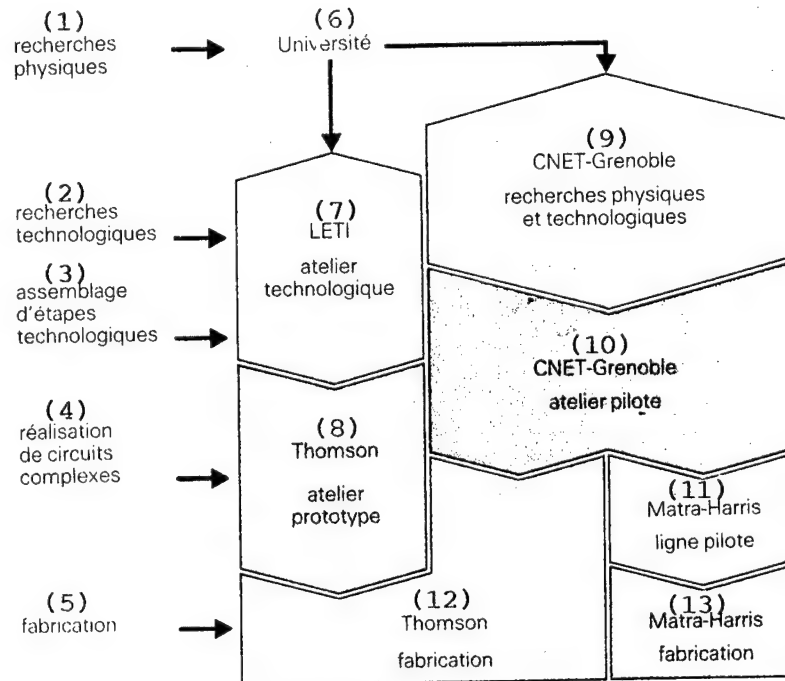 (1)
recherches
physiques
(6)
Université
(9)
CNET-Grenoble
recherches physiques
et technologiques
(2)
recherches
technologiques
(7)
LETI
atelier
technologique
(3)
assemblage
d'étapes
technologiques
(10)
CNET-Grenoble
atelier pilote
(4)
réalisation
de circuits
complexes
(8)
Thomson
atelier
prototype
(11)
Matra-Harris
ligne pilote
(5)
fabrication
(12)
Thomson
fabrication
(13)
Matra-Harris
fabrication